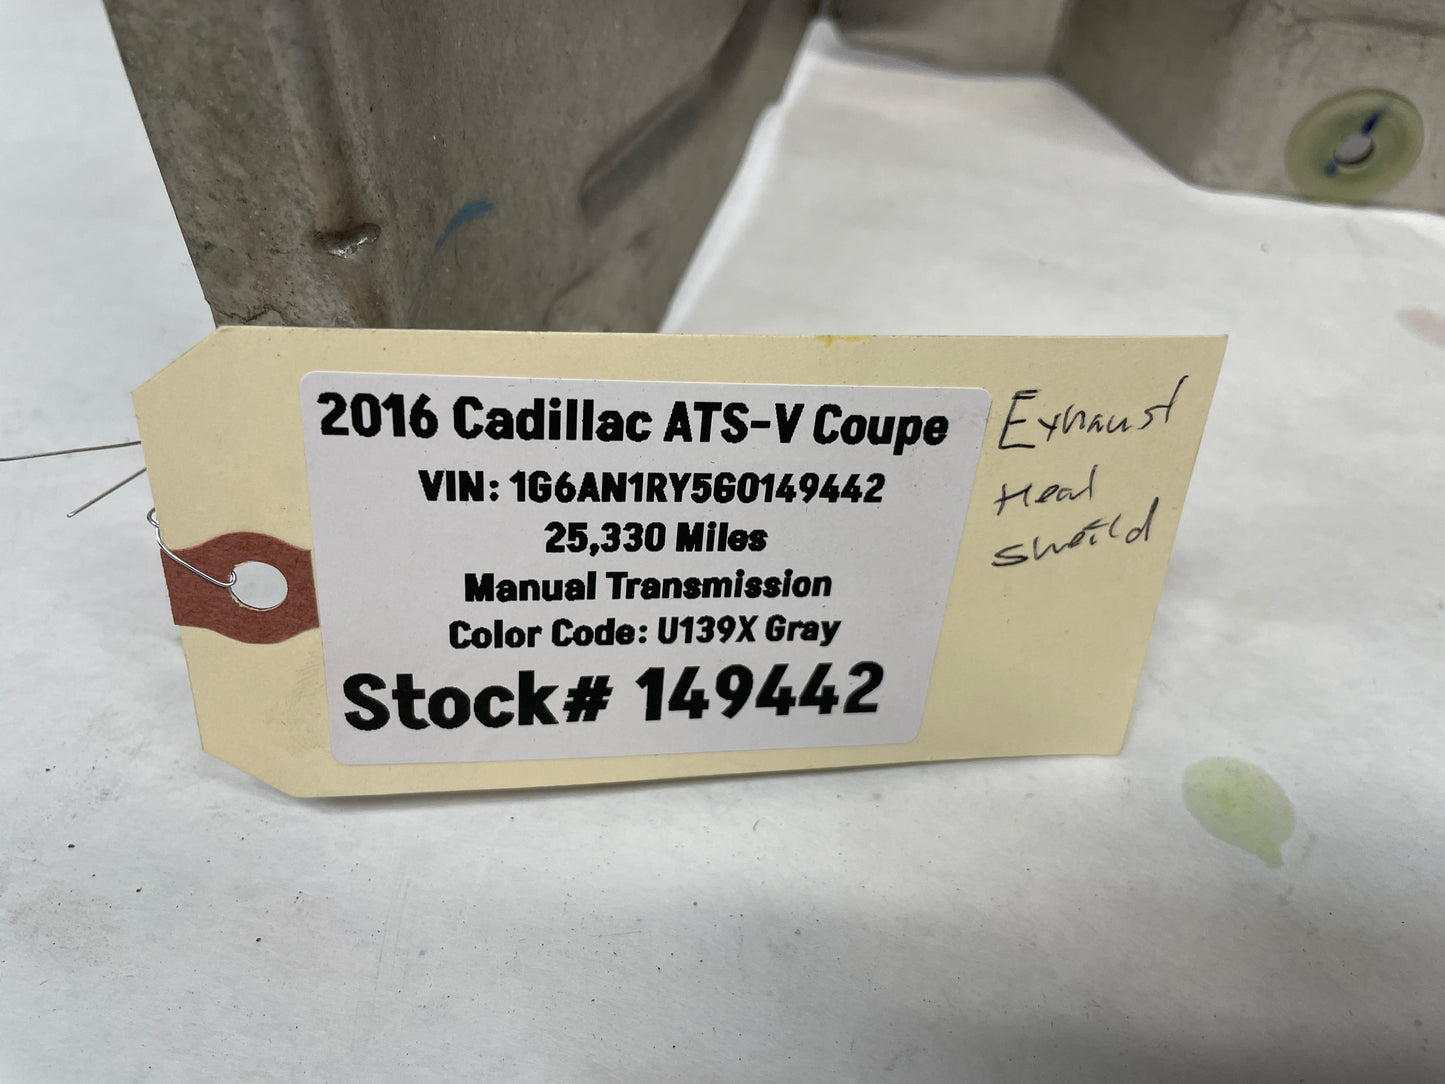 2016 Cadillac ATS-V Coupe
VIN: 1G6AN1RY5G0149442
25,330 Miles
Manual Transmission
Color Code: U139X Gray
Stock# 149442
Exhaust
Heat
Sheild